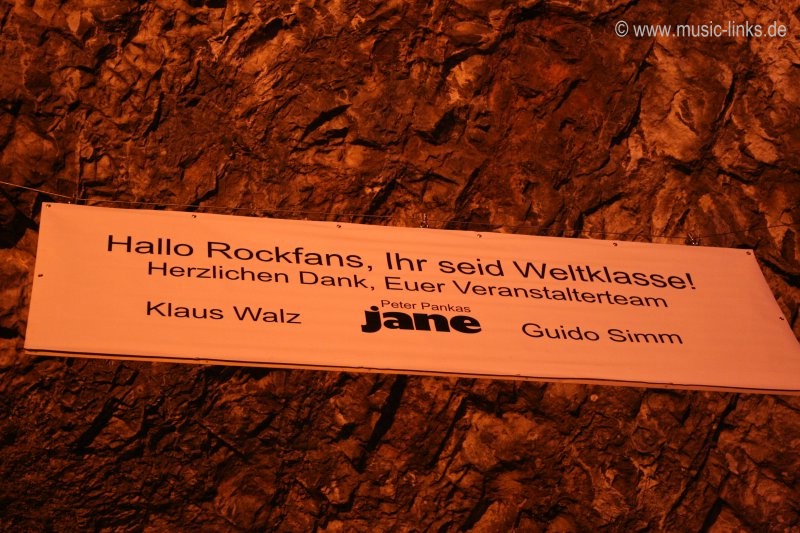 © www.music-links.de
Hallo Rockfans, Ihr seid Weltklasse!
Herzlichen Dank, Euer Veranstalterteam
Klaus Walz
Peter Pankas
jane
Guido Simm